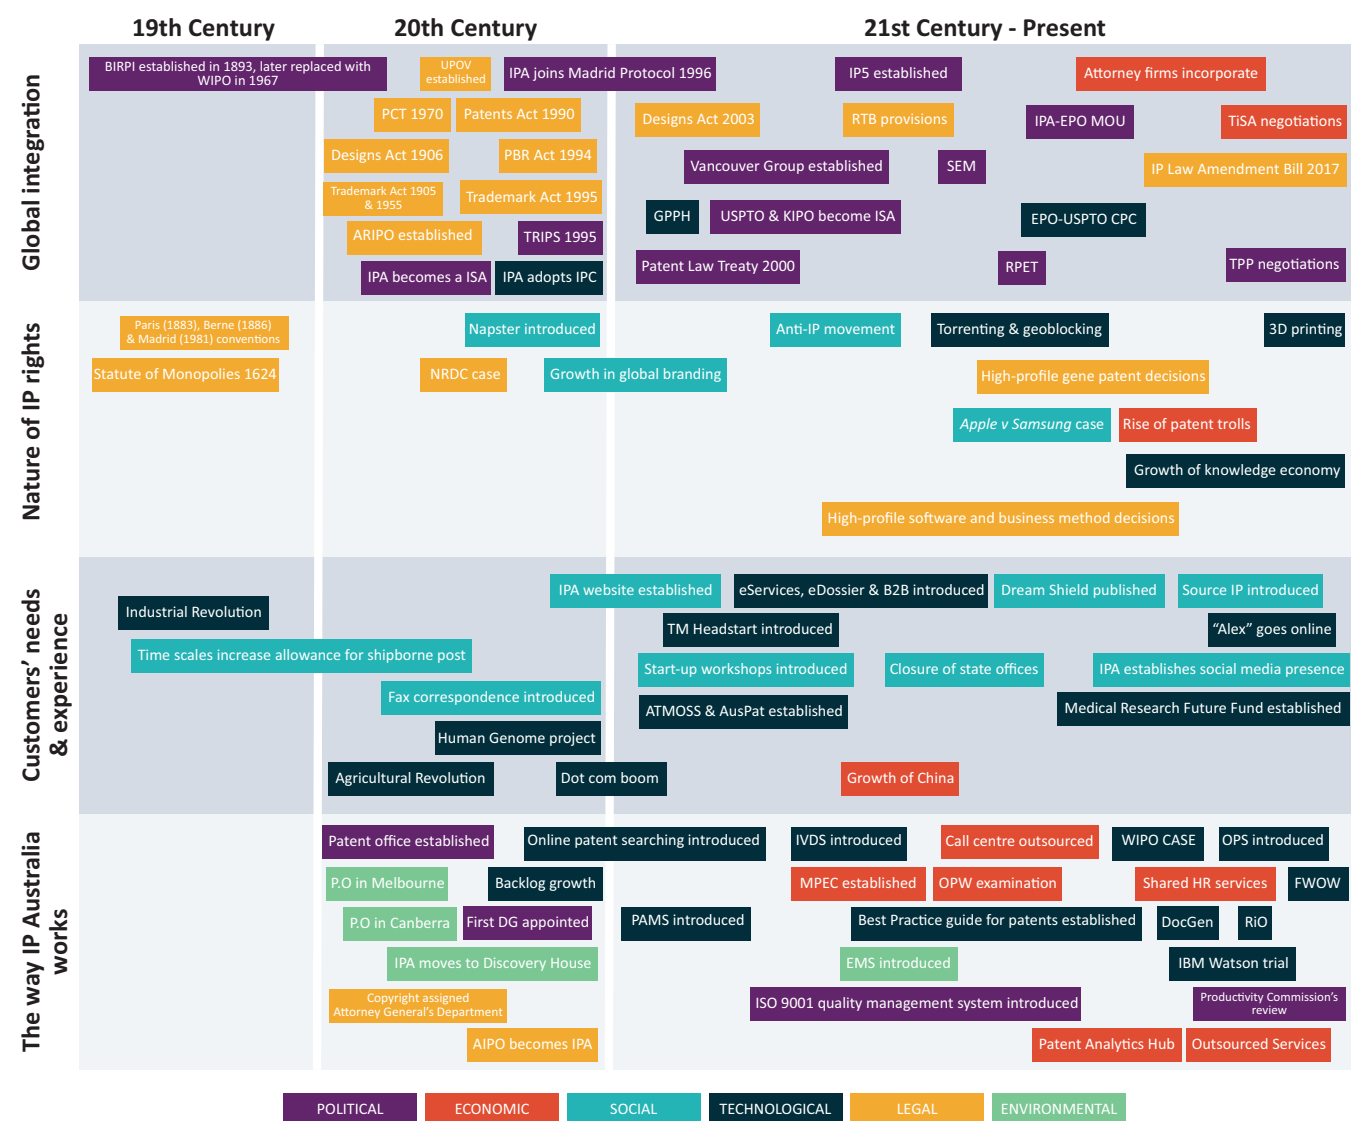 19th Century
20th Century
21st Century - Present
Global integration
BIRPI established in 1893, later replaced with
WIPO in 1967
UPOV
established
IPA joins Madrid Protocol 1996
IP5 established
Attorney firms incorporate
PCT 1970
Patents Act 1990
Designs Act 2003
RTB provisions
IPA-EPO MOU
TiSA negotiations
Designs Act 1906
PBR Act 1994
Vancouver Group established
SEM
IP Law Amendment Bill 2017
Trademark Act 1905
& 1955
Trademark Act 1995
GPPH
USPTO & KIPO become ISA
EPO-USPTO CPC
ARIPO established
TRIPS 1995
Patent Law Treaty 2000
RPET
TPP negotiations
IPA becomes a ISA
IPA adopts IPC
Nature of IP rights
Paris (1883), Berne (1886)
& Madrid (1981) conventions
Napster introduced
Anti-IP movement
Torrenting & geoblocking
3D printing
Statute of Monopolies 1624
NRDC case
Growth in global branding
High-profile gene patent decisions
Apple v Samsung case
Rise of patent trolls
Growth of knowledge economy
High-profile software and business method decisions
Customers' needs
& experience
IPA website established
eServices, eDossier & B2B introduced
Dream Shield published
Source IP introduced
Industrial Revolution
TM Headstart introduced
“Alex” goes online
Time scales increase allowance for shipborne post
Start-up workshops introduced
Closure of state offices
IPA establishes social media presence
Fax correspondence introduced
ATMOSS & AusPat established
Medical Research Future Fund established
Human Genome project
Agricultural Revolution
Dot com boom
Growth of China
The way IP Australia
works
Patent office established
Online patent searching introduced
IVDS introduced
Call centre outsourced
WIPO CASE
OPS introduced
P.O in Melbourne
Backlog growth
MPEC established
OPW examination
Shared HR services
FWOW
P.O in Canberra
First DG appointed
PAMS introduced
Best Practice guide for patents established
DocGen
RiO
IPA moves to Discovery House
EMS introduced
IBM Watson trial
Copyright assigned
Attorney General's Department
ISO 9001 quality management system introduced
Productivity Commission's
review
AIPO becomes IPA
Patent Analytics Hub
Outsourced Services
POLITICAL
ECONOMIC
SOCIAL
TECHNOLOGICAL
LEGAL
ENVIRONMENTAL